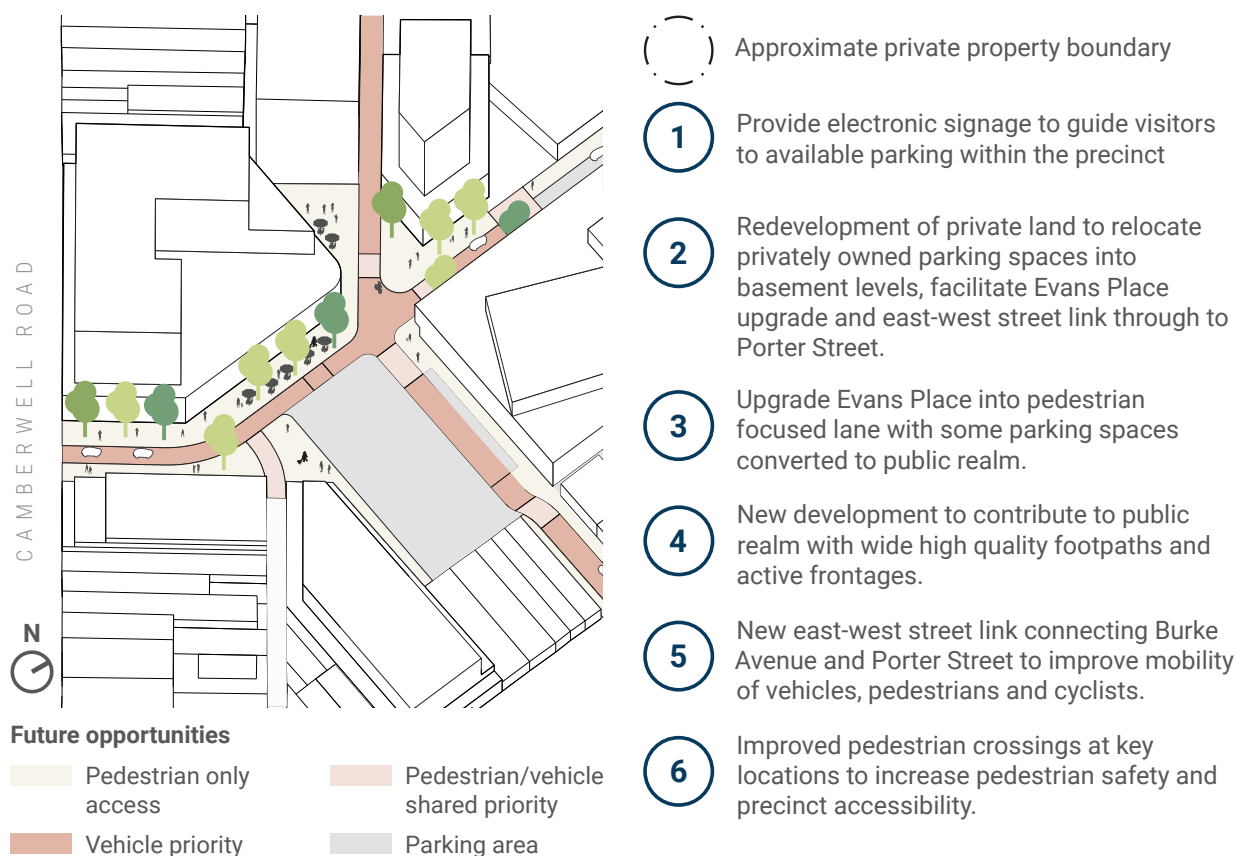 CAMBERWELL ROAD
N
Future opportunities
Pedestrian only
access
Vehicle priority
Pedestrian/vehicle
shared priority
Parking area
Approximate private property boundary
1
Provide electronic signage to guide visitors
to available parking within the precinct
2
Redevelopment of private land to relocate
privately owned parking spaces into
basement levels, facilitate Evans Place
upgrade and east-west street link through to
Porter Street.
3
Upgrade Evans Place into pedestrian
focused lane with some parking spaces
converted to public realm.
4
New development to contribute to public
realm with wide high quality footpaths and
active frontages.
5
New east-west street link connecting Burke
Avenue and Porter Street to improve mobility
of vehicles, pedestrians and cyclists.
6
Improved pedestrian crossings at key
locations to increase pedestrian safety and
precinct accessibility.